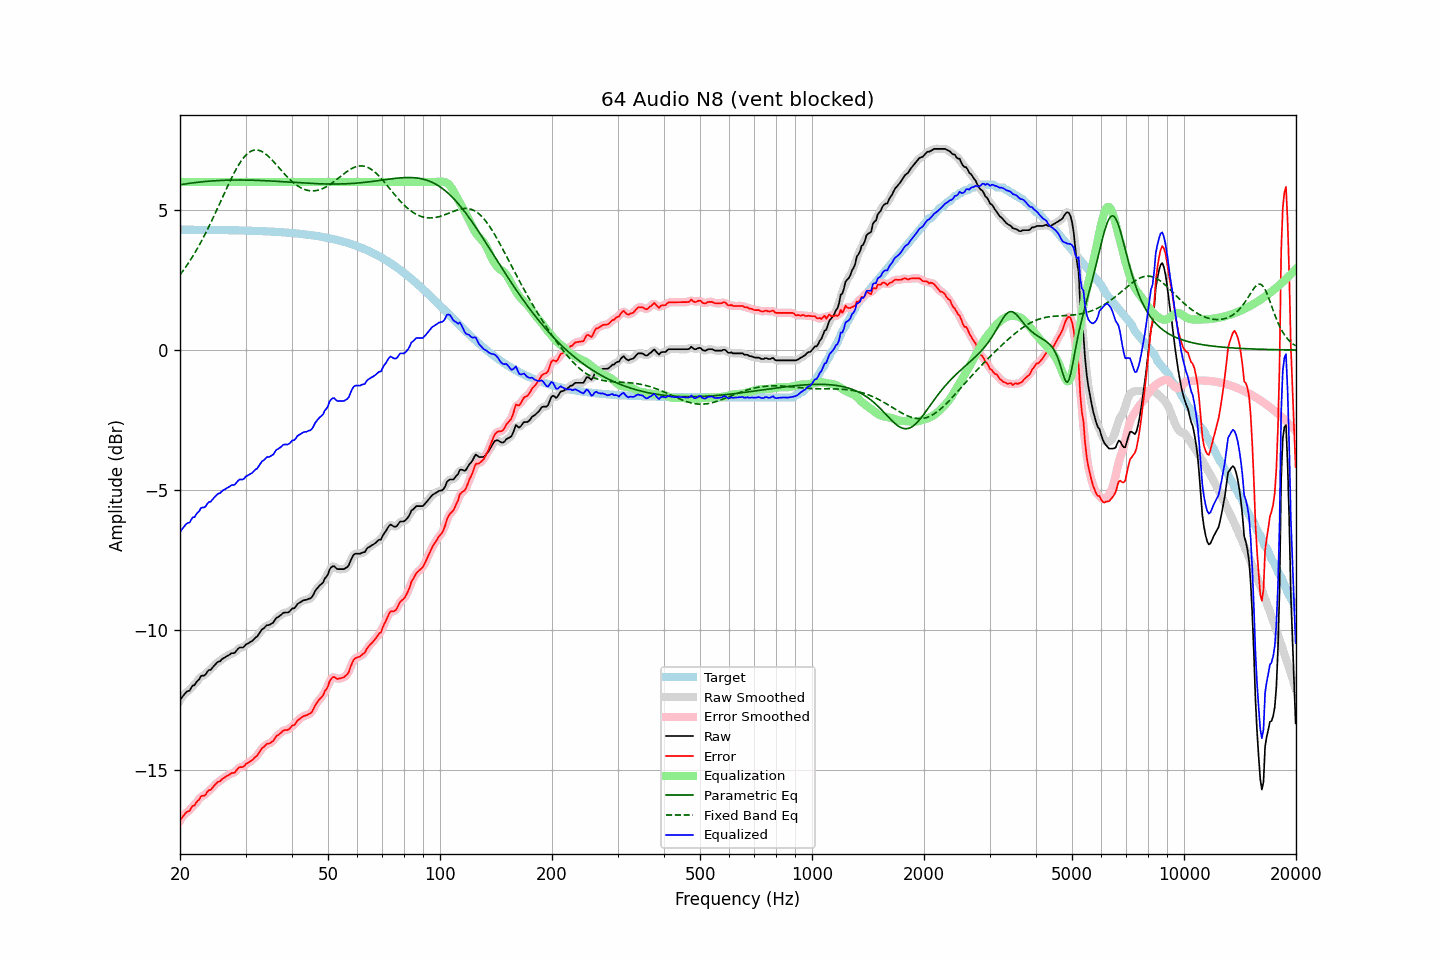 64 Audio N8 (vent blocked)
5
0
−5
−10
−15
Amplitude (dBr)
Target
Raw Smoothed
Error Smoothed
Raw
Error
Equalization
Parametric Eq
Fixed Band Eq
Equalized
20 50 100 200 500 1000 2000 5000 10000 20000
Frequency (Hz)